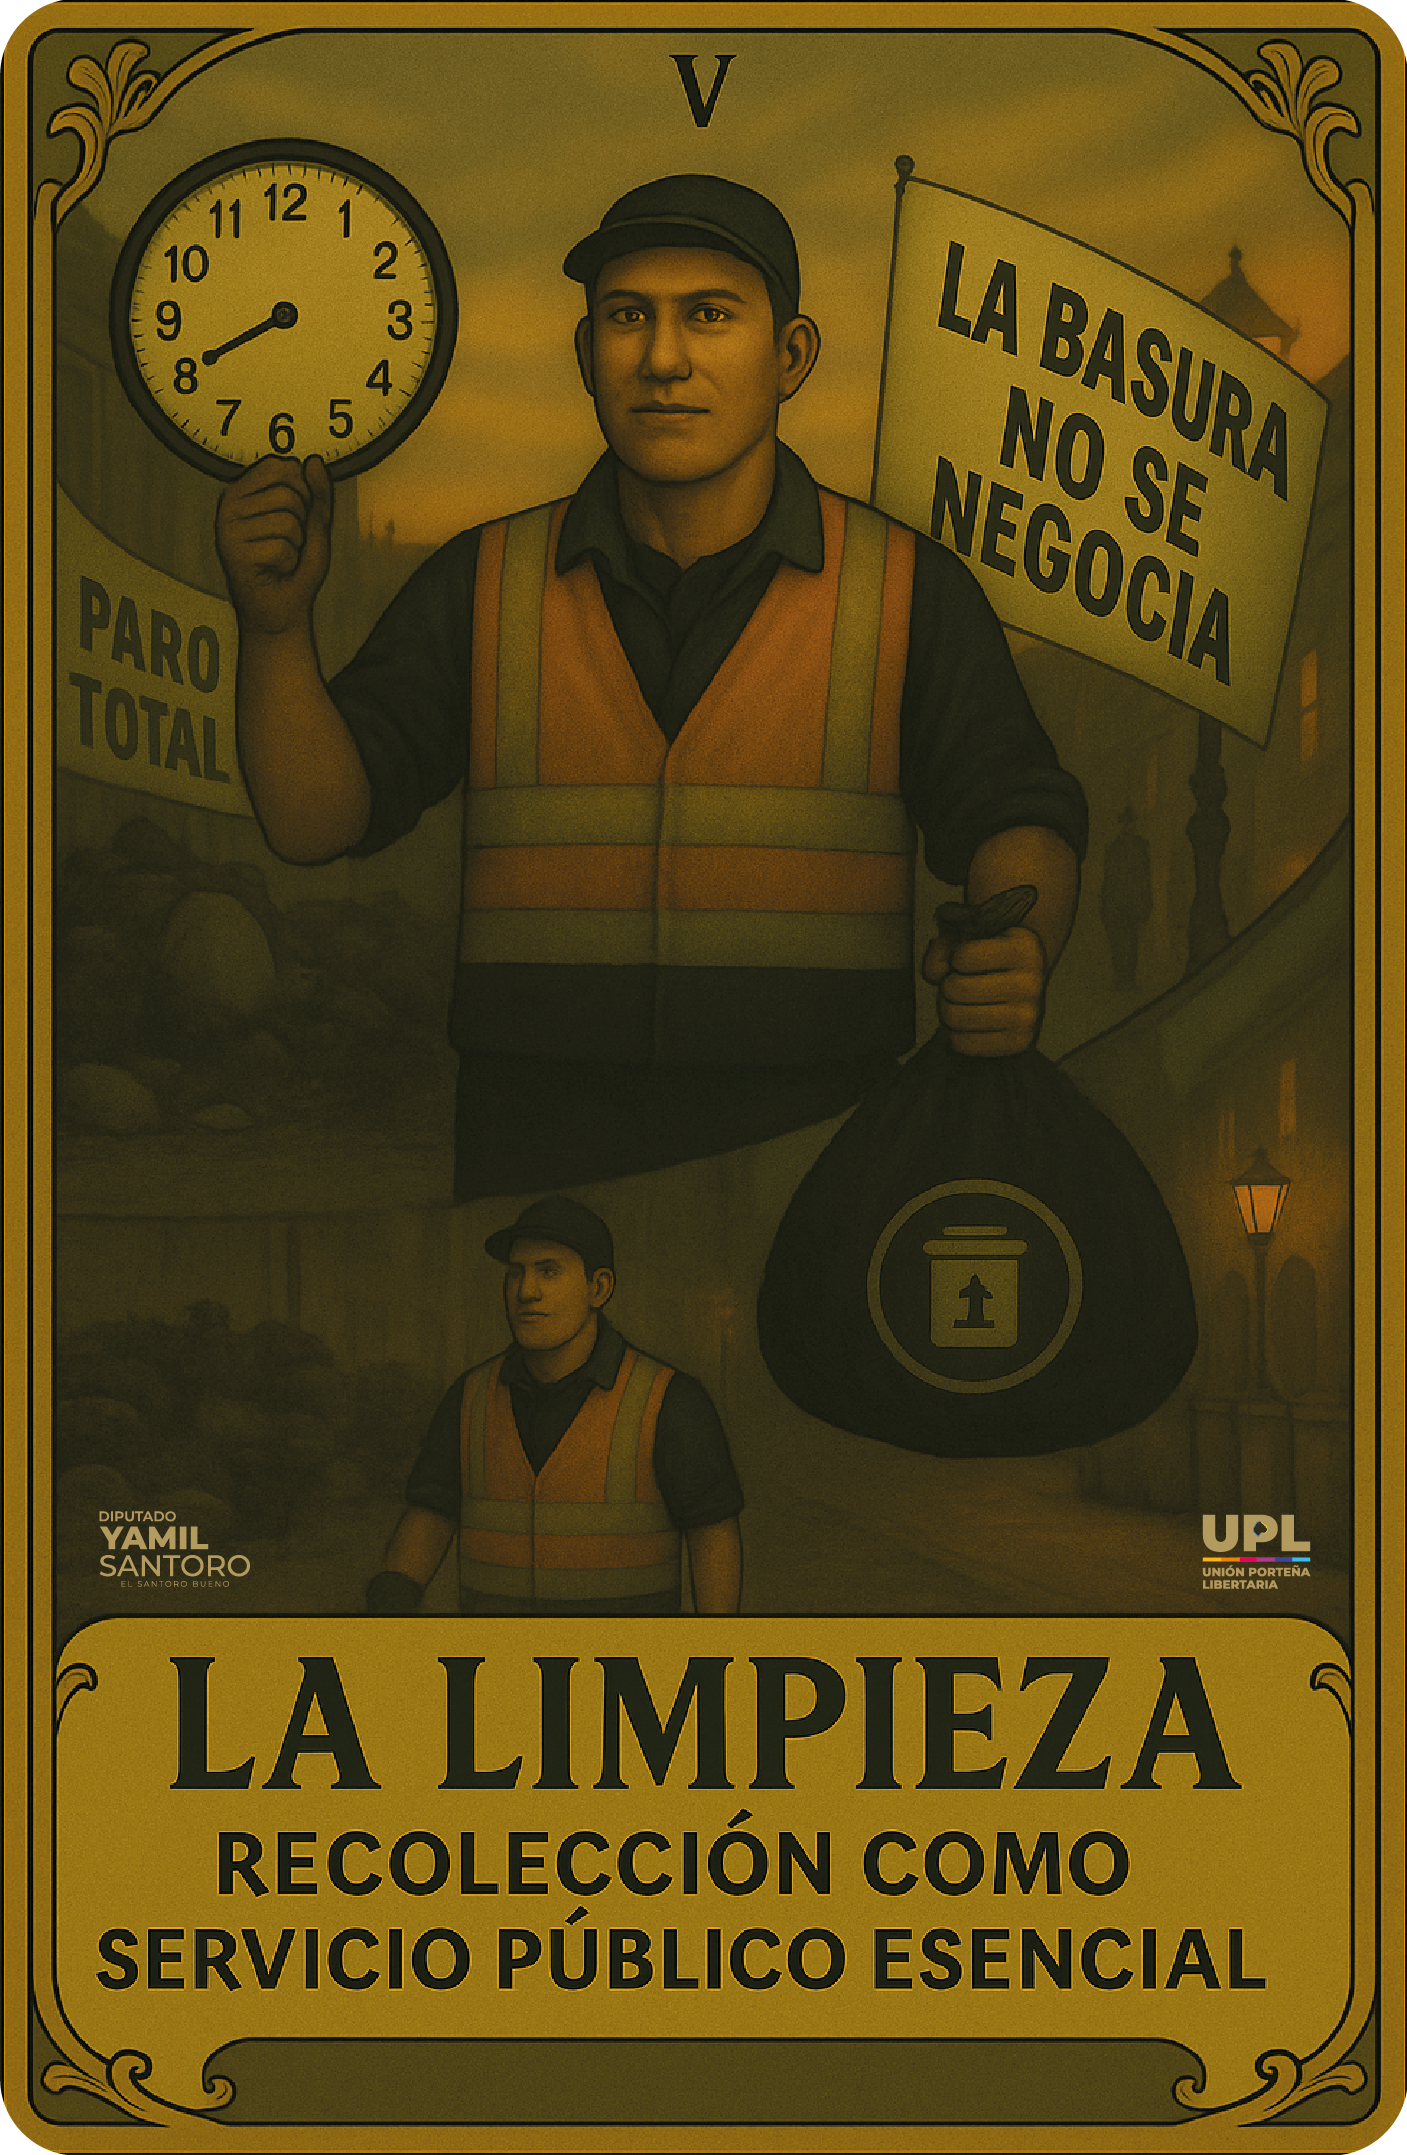 V
12
11
1
10
2
9
3
8
4
7
5
6
LA BASURA
NO SE
NEGOCIA
PARO
TOTAL
DIPUTADO
YAMIL
SANTORO
EL SANTORO BUENO
UPL
UNIÓN PORTEÑA
LIBERTARIA
LA LIMPIEZA
RECOLECCIÓN COMO
SERVICIO PÚBLICO ESENCIAL